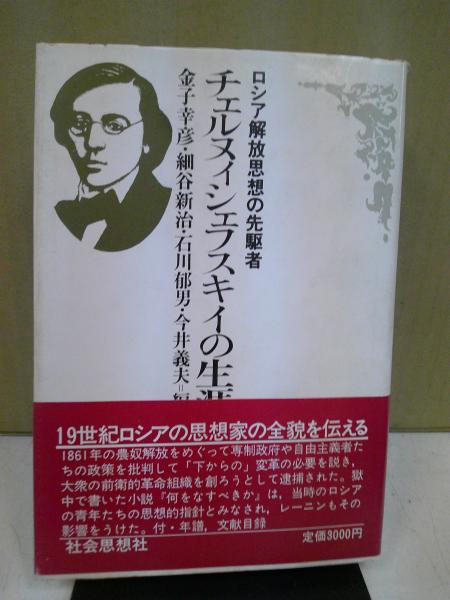 ロシア解放思想の先駆者
チェルヌィシェフスキイの生涯
金子幸彦・細谷新治・石川郁男・今井義夫=編
19世紀ロシアの思想家の全貌を伝える
1861年の農奴解放をめぐって専制政府や自由主義者た
ちの政策を批判して「下からの」変革の必要を説き,
大衆の前衛的革命組織を創ろうとして逮捕された。獄
中で書いた小説『何をなすべきか』は，当時のロシア
の青年たちの思想的指針とみなされ，レーニンもその
影響をうけた。付・年譜，文献目録
社会思想社
定価3000円